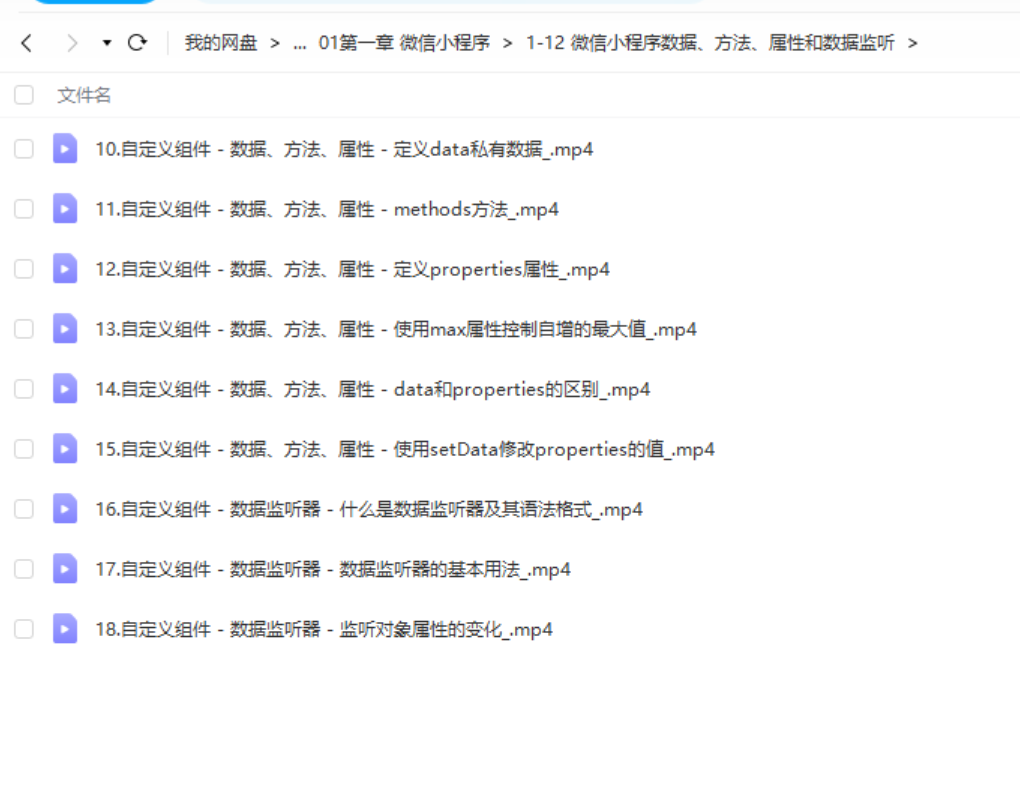 我的网盘 > ... 01第一章 微信小程序 > 1-12 微信小程序数据、方法、属性和数据监听 >
文件名
10.自定义组件 - 数据、方法、属性 - 定义data私有数据_.mp4
11.自定义组件 - 数据、方法、属性 - methods方法_.mp4
12.自定义组件 - 数据、方法、属性 - 定义properties属性_.mp4
13.自定义组件 - 数据、方法、属性 - 使用max属性控制自增的最大值_.mp4
14.自定义组件 - 数据、方法、属性 - data和properties的区别_.mp4
15.自定义组件 - 数据、方法、属性 - 使用setData修改properties的值_.mp4
16.自定义组件 - 数据监听器 - 什么是数据监听器及其语法格式_.mp4
17.自定义组件 - 数据监听器 - 数据监听器的基本用法_.mp4
18.自定义组件 - 数据监听器 - 监听对象属性的变化_.mp4